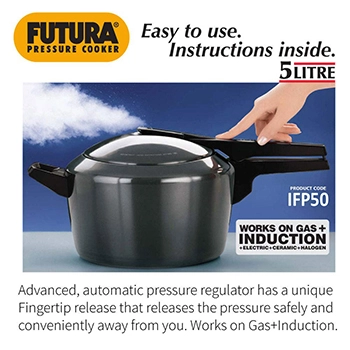 FUTURA®
PRESSURE COOKER
Easy to use.
Instructions inside.
5 LITRE
PRODUCT CODE
IFP50
WORKS ON GAS+
INDUCTION
+ELECTRIC+CERAMIC+HALOGEN
Advanced, automatic pressure regulator has a unique
Fingertip release that releases the pressure safely and
conveniently away from you. Works on Gas+Induction.